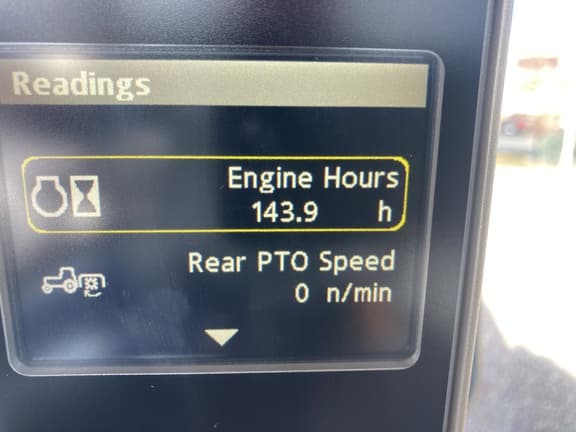 Readings
Engine Hours
143.9 h
Rear PTO Speed
0 n/min